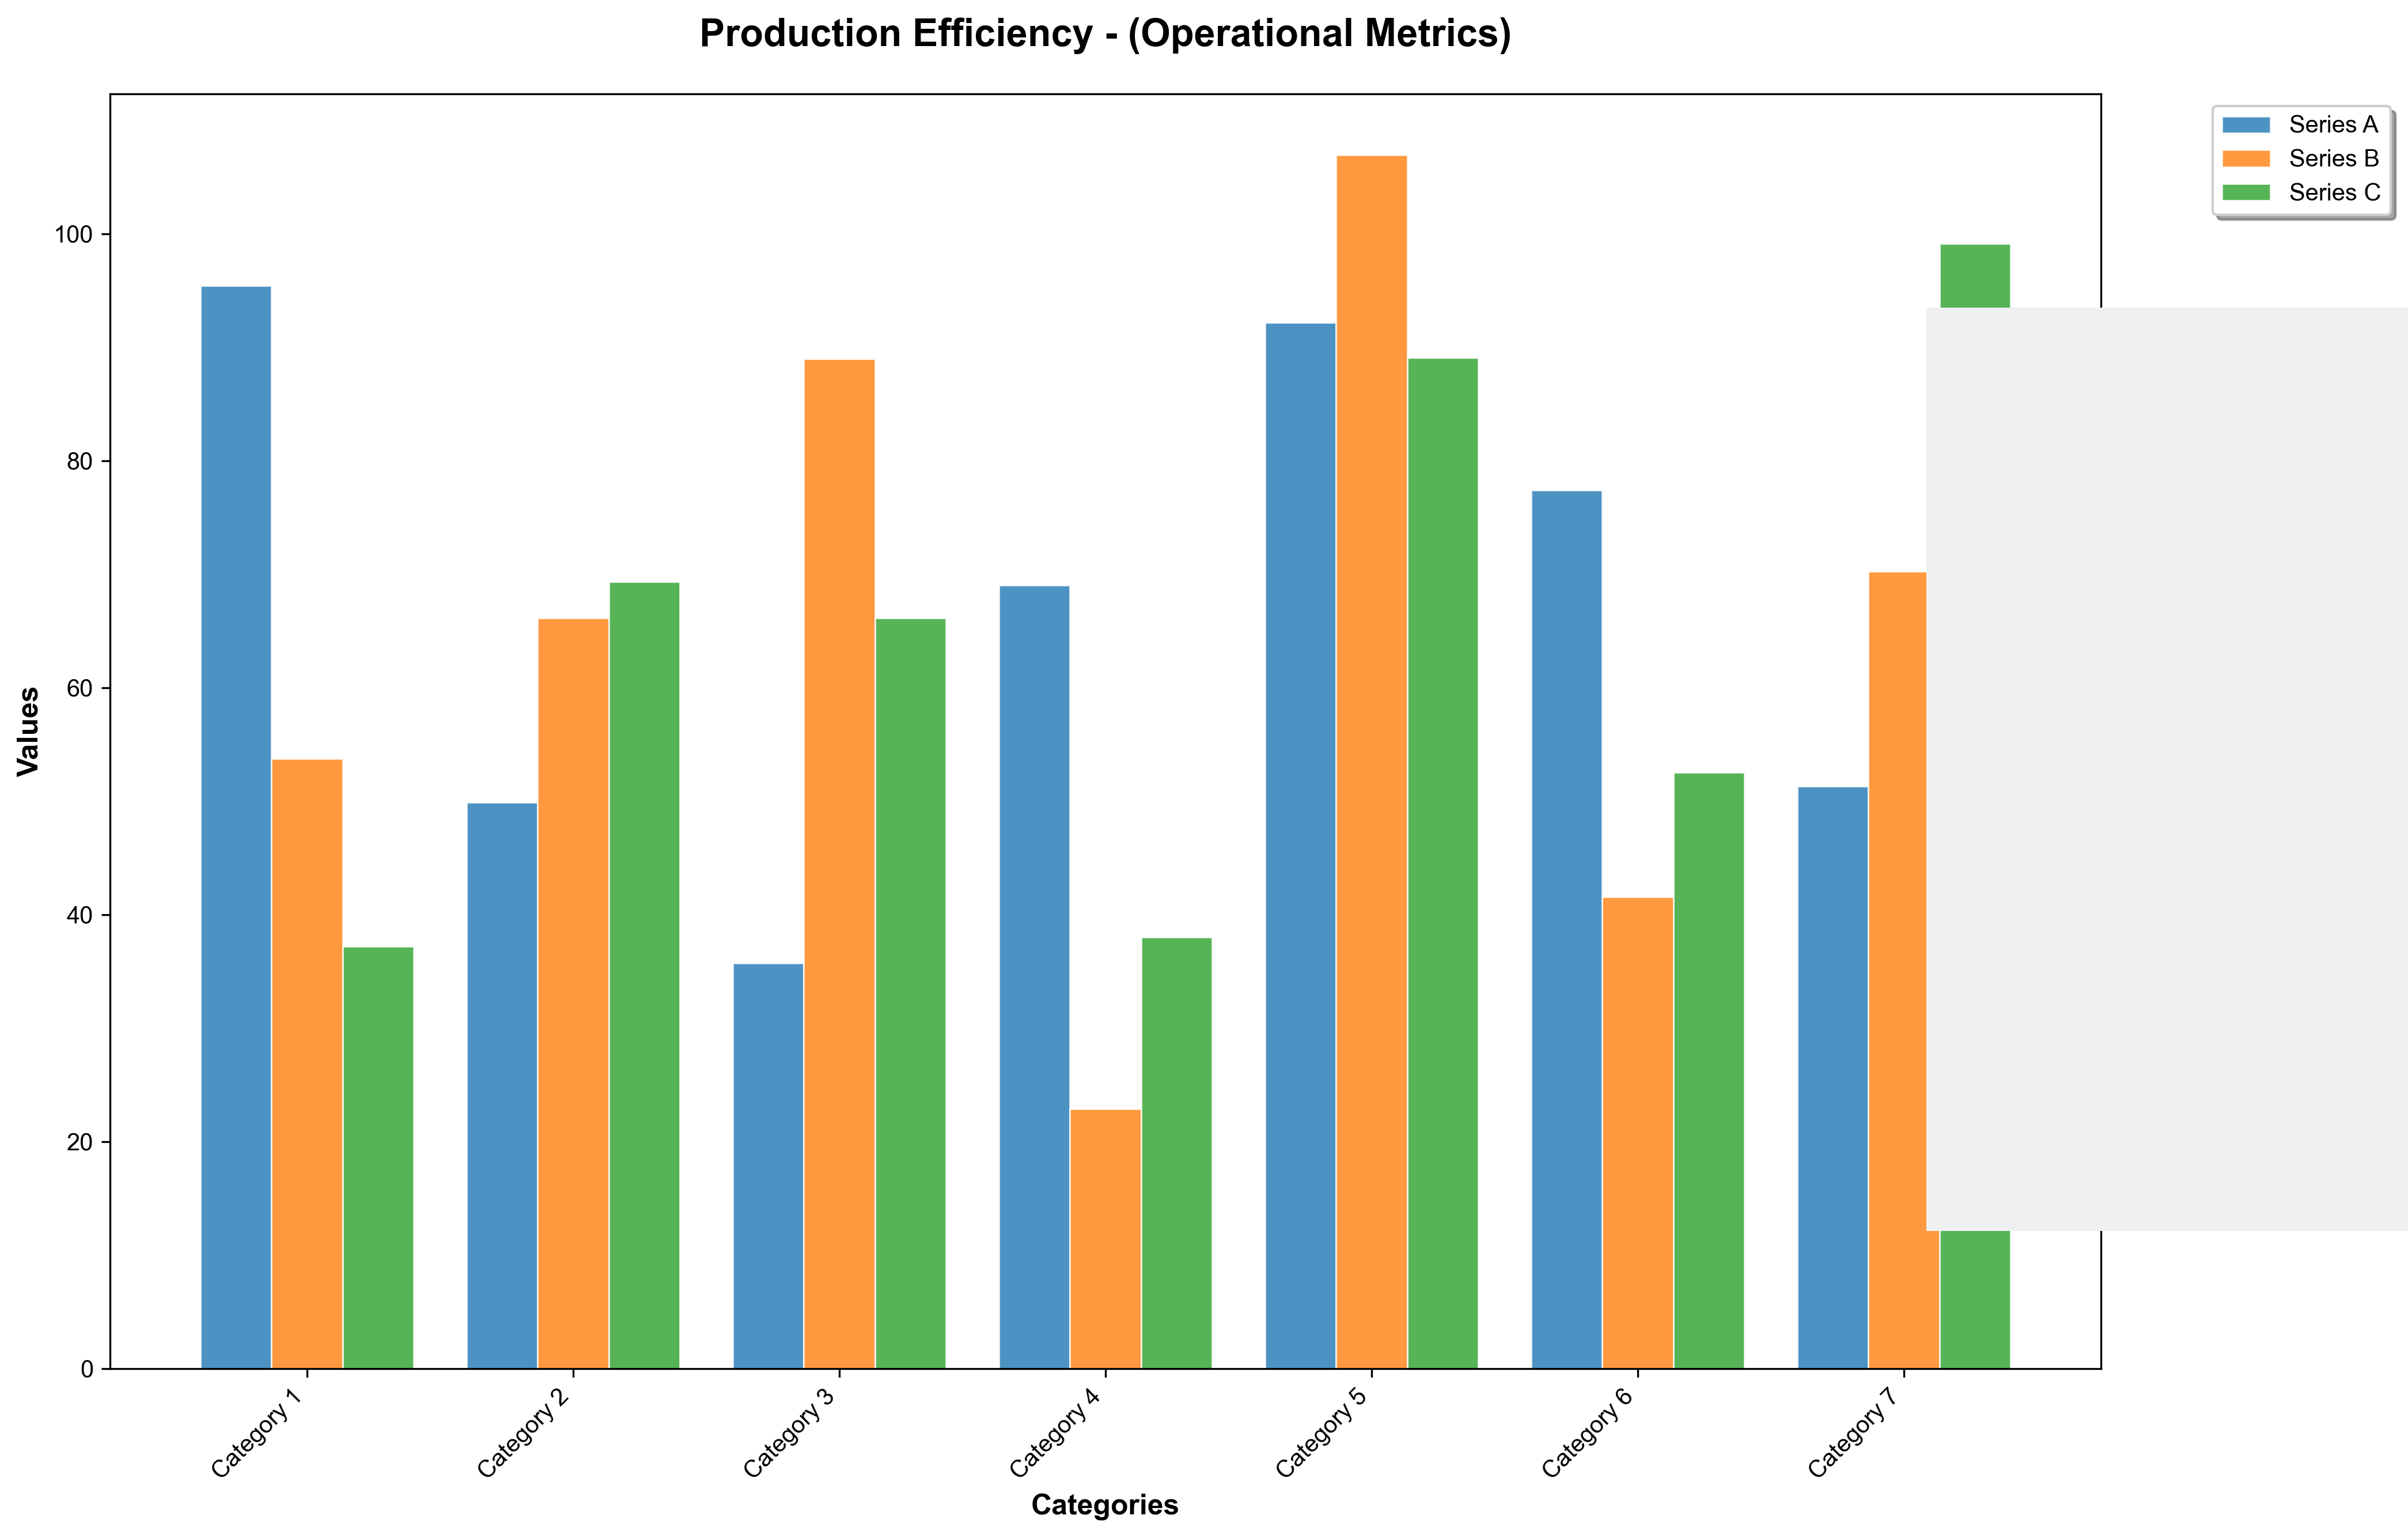 Production Efficiency - (Operational Metrics)
Series A
Series B
Series C
100
80
60
40
20
0
Values
Category 1
Category 2
Category 3
Category 4
Category 5
Category 6
Category 7
Categories